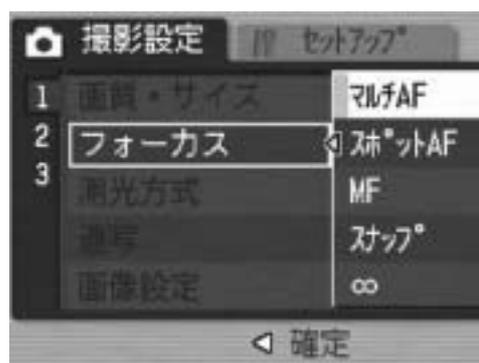 撮影設定 セットアップ
1 画質・サイズ マルチAF
2 フォーカス スポットAF
3 測光方式 MF
連写 スナップ
画像設定 ∞
確定